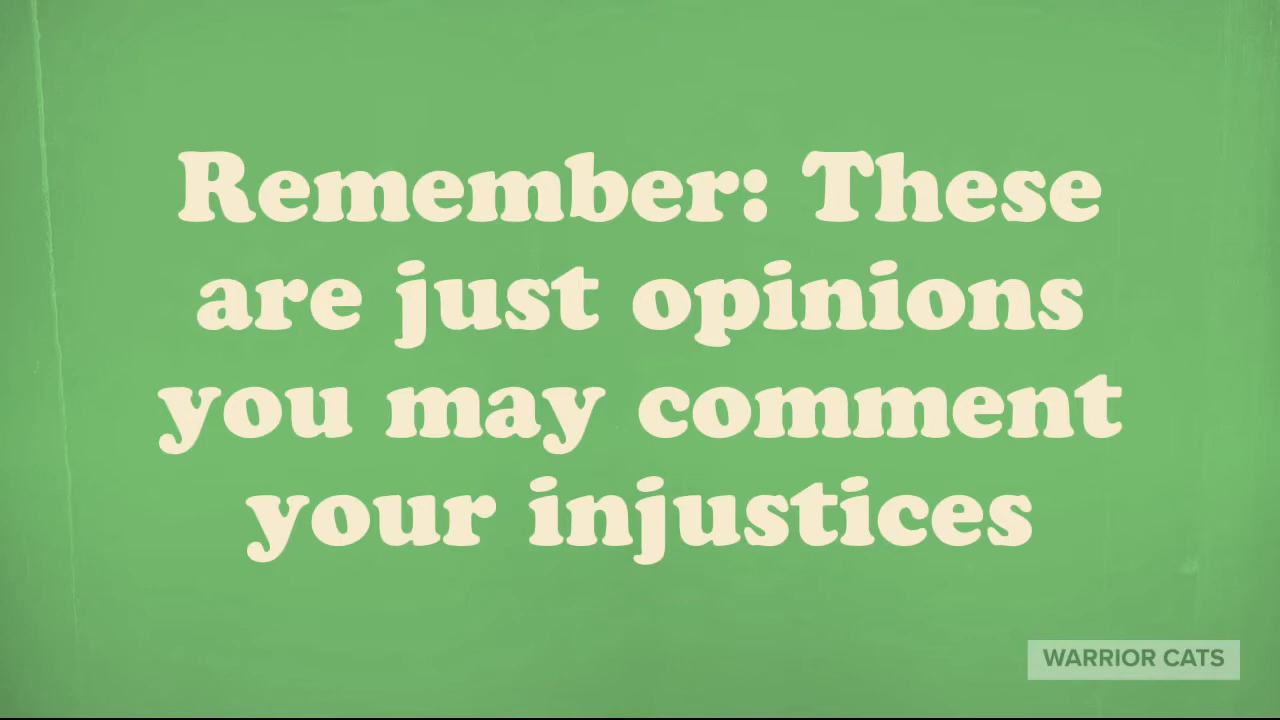 Remember: These
are just opinions
you may comment
your injustices
WARRIOR CATS